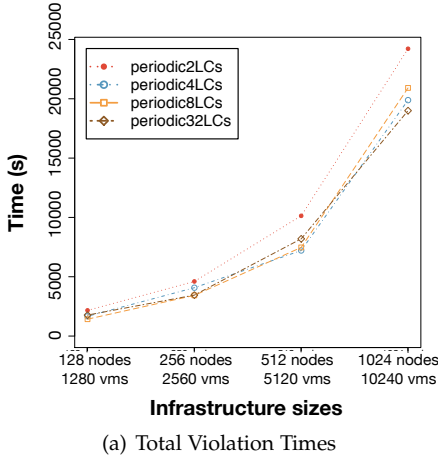 Time (s)
25000
20000
15000
10000
5000
0
periodic2LCs
periodic4LCs
periodic8LCs
periodic32LCs
128 nodes 256 nodes 512 nodes 1024 nodes
1280 vms 2560 vms 5120 vms 10240 vms
Infrastructure sizes
(a) Total Violation Times